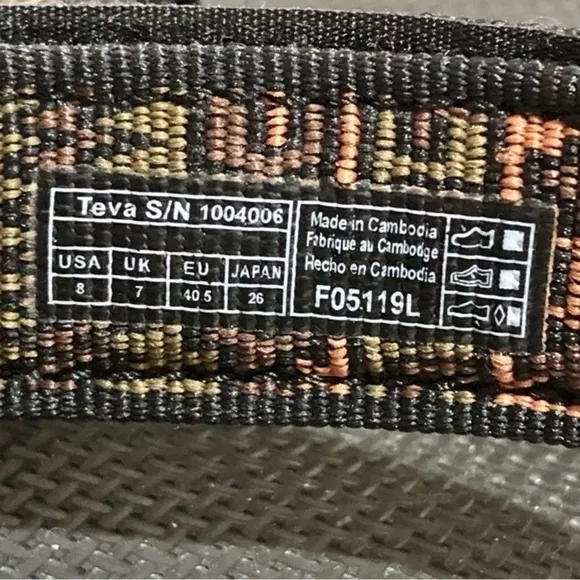 Teva S/N 1004006
USA UK EU JAPAN
8 7 40.5 26
Made in Cambodia
Fabriqué au Cambodge
Hecho en Cambodia
F05119L